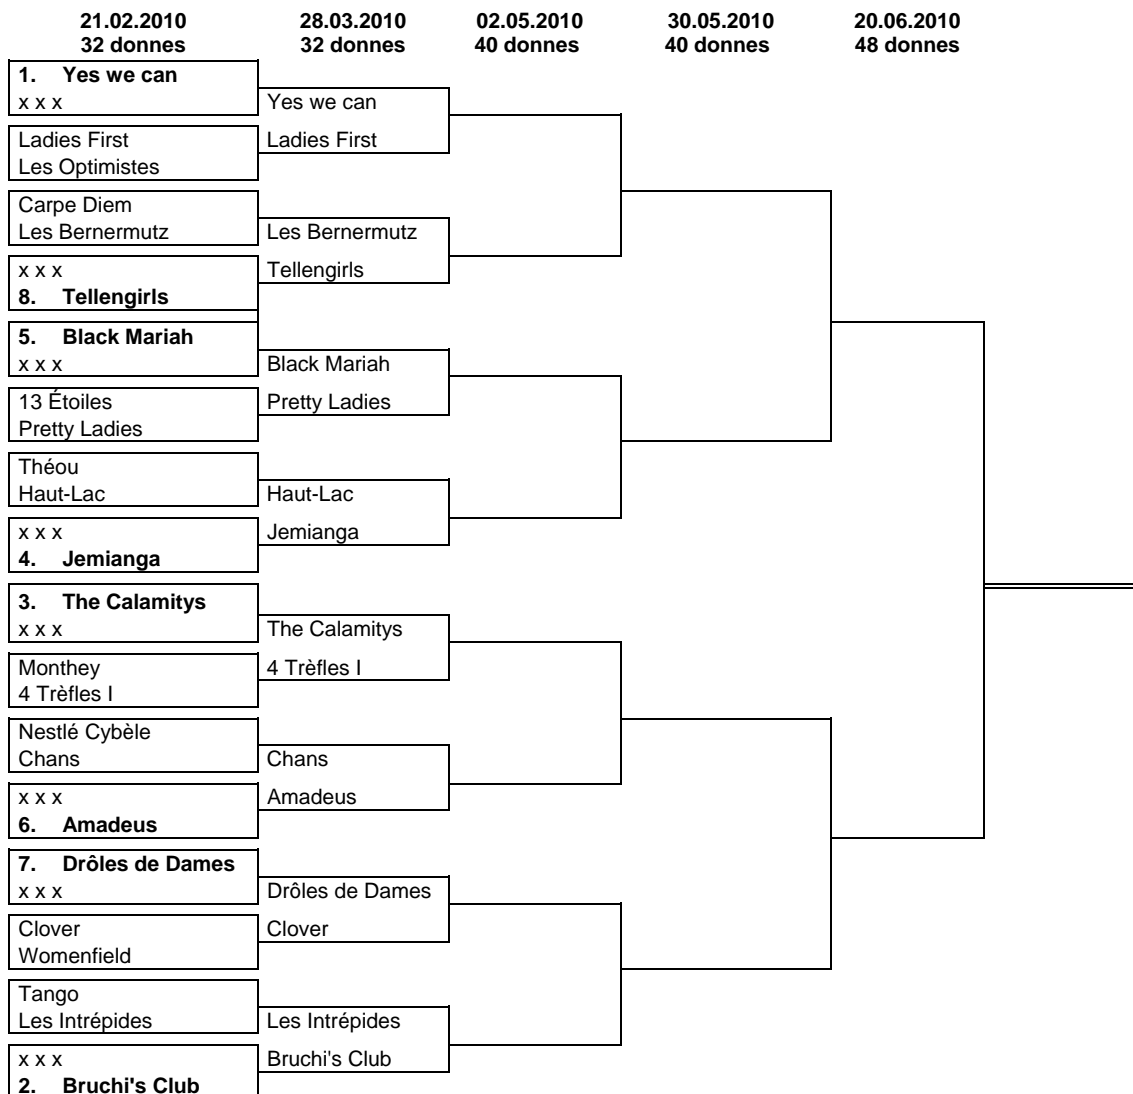 21.02.2010 28.03.2010 02.05.2010 30.05.2010 20.06.2010
32 donnes 32 donnes 40 donnes 40 donnes 48 donnes
1. Yes we can
x x x
Yes we can
Ladies First
Ladies First
Les Optimistes
Carpe Diem
Les Bernermutz
Les Bernermutz
x x x
Tellengirls
8. Tellengirls
5. Black Mariah
x x x
Black Mariah
13 Étoiles
Pretty Ladies
Pretty Ladies
Théou
Haut-Lac
Haut-Lac
x x x
Jemianga
4. Jemianga
3. The Calamitys
x x x
The Calamitys
Monthey
4 Trèfles I
4 Trèfles I
Nestlé Cybèle
Chans
Chans
x x x
Amadeus
6. Amadeus
7. Drôles de Dames
x x x
Drôles de Dames
Clover
Clover
Womenfield
Tango
Les Intrépides
Les Intrépides
x x x
Bruchi's Club
2. Bruchi's Club